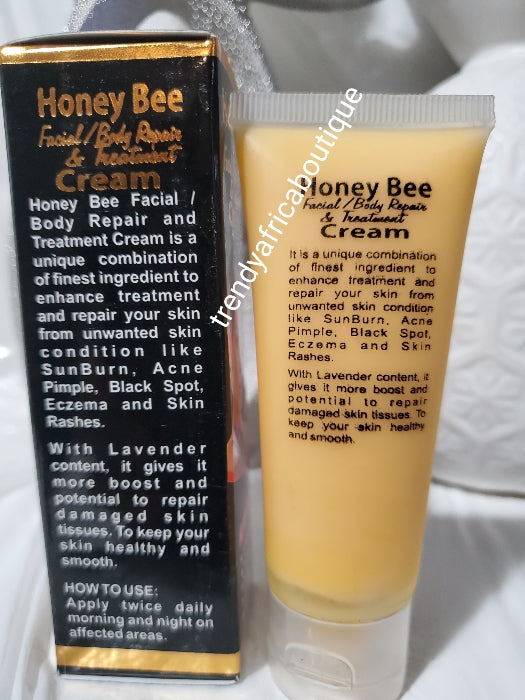 Honey Bee
Facial/Body Repair
& Treatment
Cream
Honey Bee Facial /
Body Repair and
Treatment Cream is a
unique combination
of finest ingredient to
enhance treatment
and repair your skin
from unwanted skin
condition like
SunBurn, Acne
Pimple, Black Spot,
Eczema and Skin
Rashes.
With Lavender
content, it gives it
more boost and
potential to repair
damaged skin
tissues. To keep your
skin healthy and
smooth.
HOW TO USE:
Apply twice daily
morning and night on
affected areas.
trendyafricaboutique
Honey Bee
Facial/Body Repair
& Treatment
Cream
It is a unique combination
of finest ingredient to
enhance treatment and
repair your skin from
unwanted skin condition
like SunBurn, Acne
Pimple, Black Spot,
Eczema and Skin
Rashes.
With Lavender content, it
gives it more boost and
potential to repair
damaged skin tissues. To
keep your skin healthy
and smooth.